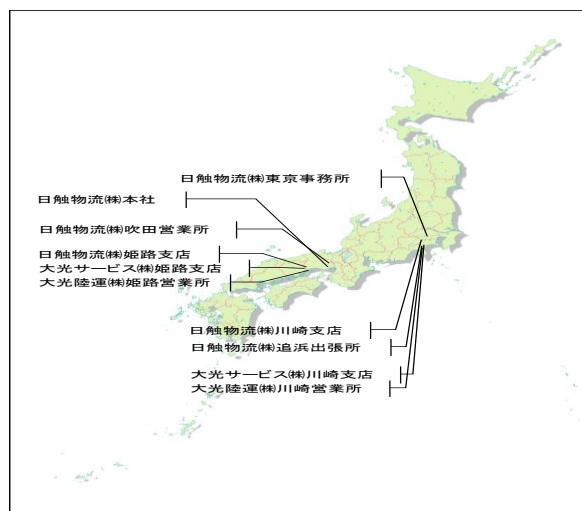 日触物流㈱東京事務所
日触物流㈱本社
日触物流㈱吹田営業所
日触物流㈱姫路支店
大光サービス㈱姫路支店
大光陸運㈱姫路営業所
日触物流㈱川崎支店
日触物流㈱追浜出張所
大光サービス㈱川崎支店
大光陸運㈱川崎営業所